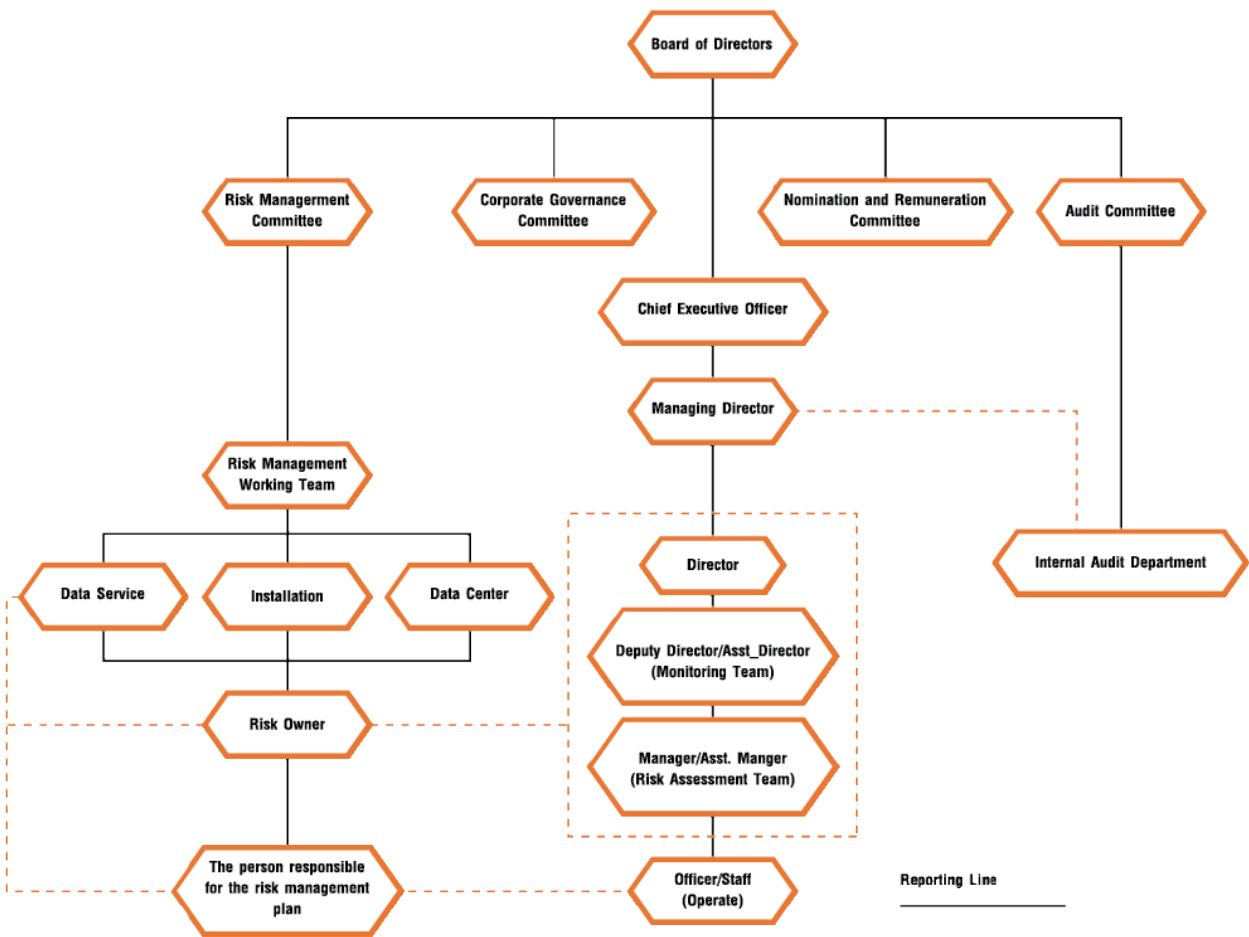 Board of Directors
Risk Managerment
Committee
Corporate Governance
Committee
Nomination and Remuneration
Committee
Audit Committee
Chief Executive Officer
Managing Director
Risk Management
Working Team
Director
Internal Audit Department
Data Service
Installation
Data Center
Deputy Director/Asst_Director
(Monitoring Team)
Risk Owner
Manager/Asst. Manger
(Risk Assessment Team)
The person responsible
for the risk management
plan
Officer/Staff
(Operate)
Reporting Line